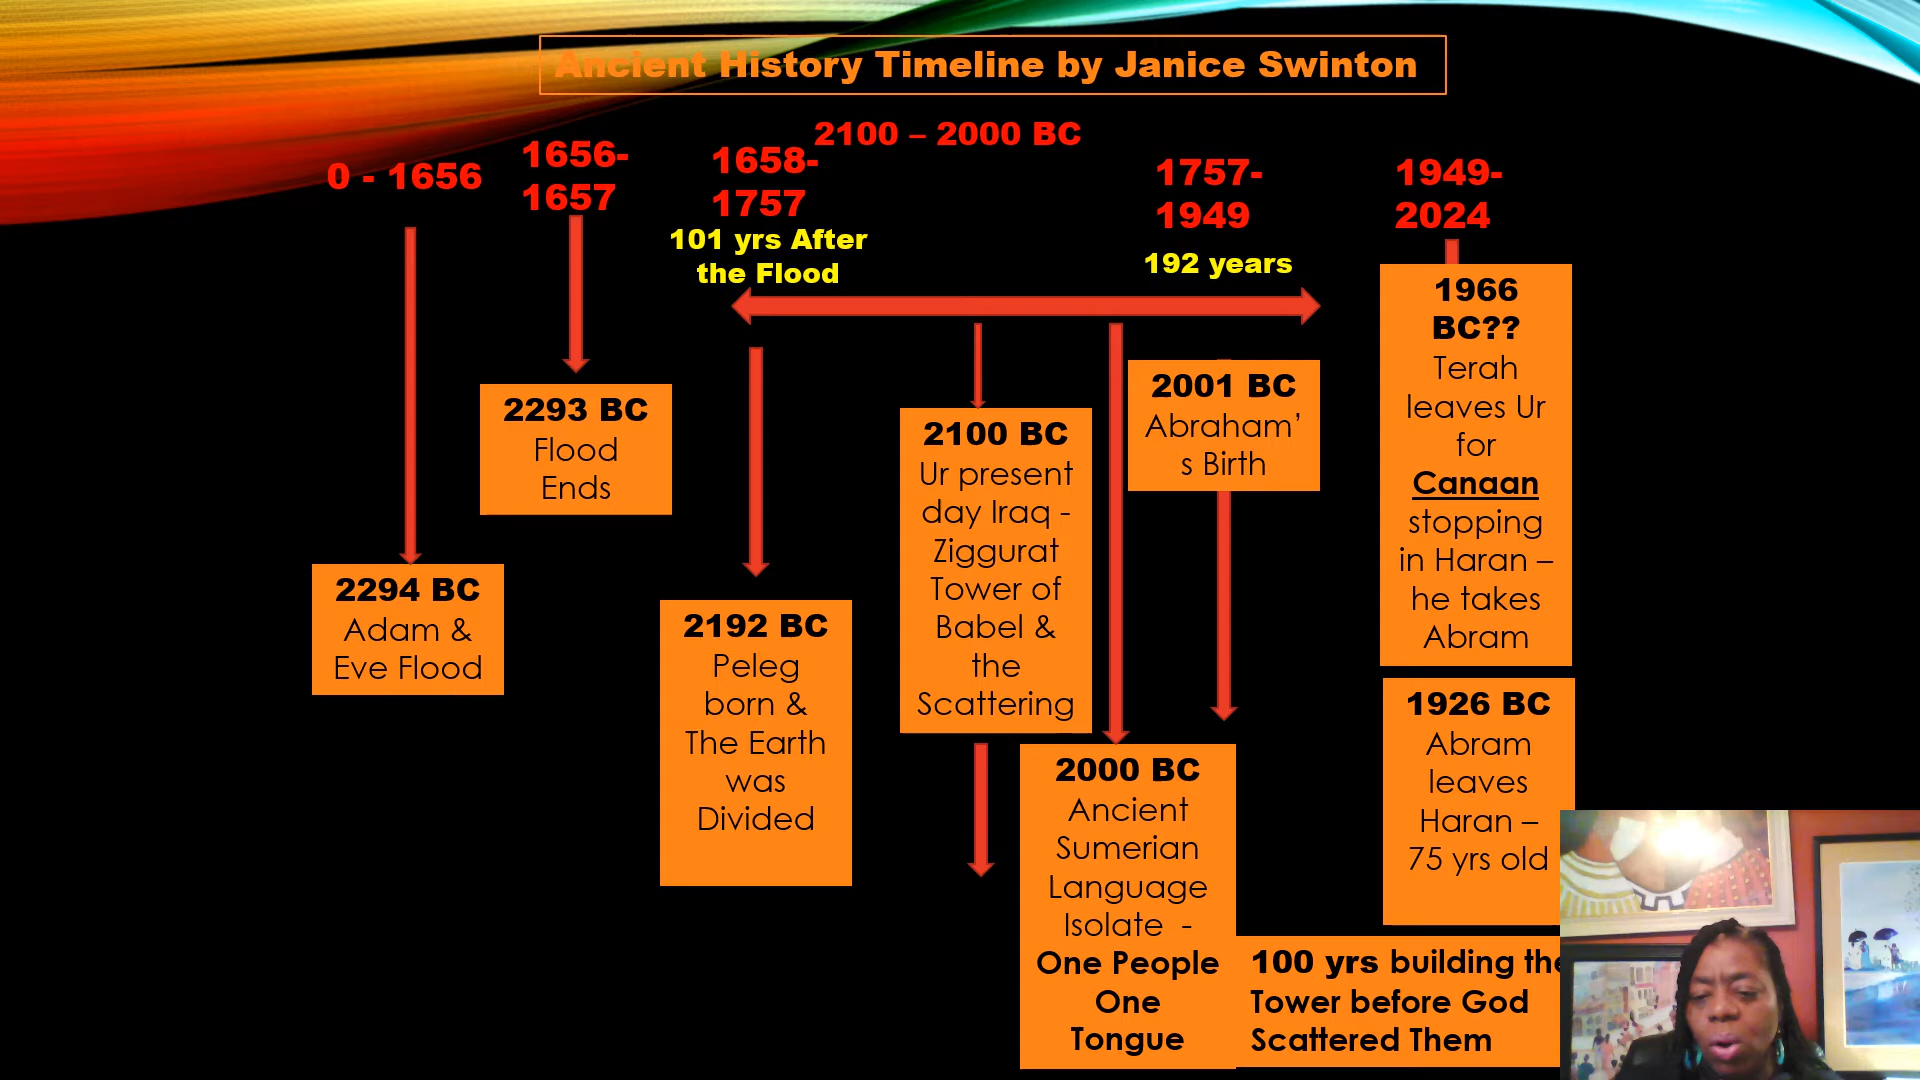 Ancient History Timeline by Janice Swinton
2100 – 2000 BC
0 - 1656
1656-
1657
1658-
1757
101 yrs After
the Flood
1757-
1949
192 years
1949-
2024
2294 BC
Adam &
Eve Flood
2293 BC
Flood
Ends
2192 BC
Peleg
born &
The Earth
was
Divided
2100 BC
Ur present
day Iraq -
Ziggurat
Tower of
Babel &
the
Scattering
2000 BC
Ancient
Sumerian
Language
Isolate -
One People
One
Tongue
100 yrs building the
Tower before God
Scattered Them
2001 BC
Abraham’
s Birth
1966
BC??
Terah
leaves Ur
for
Canaan
stopping
in Haran –
he takes
Abram
1926 BC
Abram
leaves
Haran –
75 yrs old